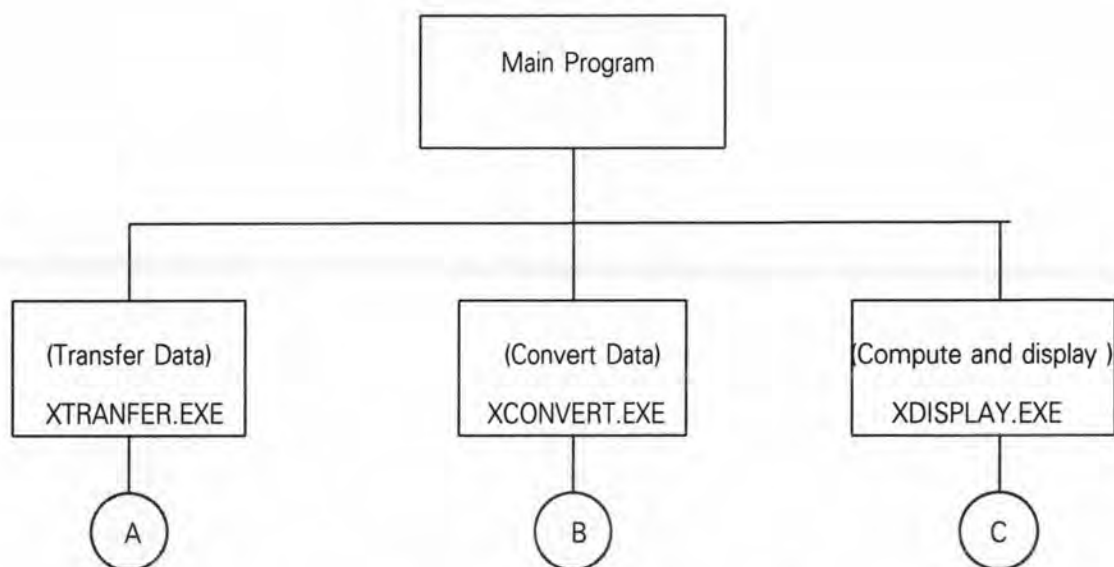 Main Program
(Transfer Data)
XTRANFER.EXE
(Convert Data)
XCONVERT.EXE
(Compute and display )
XDISPLAY.EXE
A
B
C